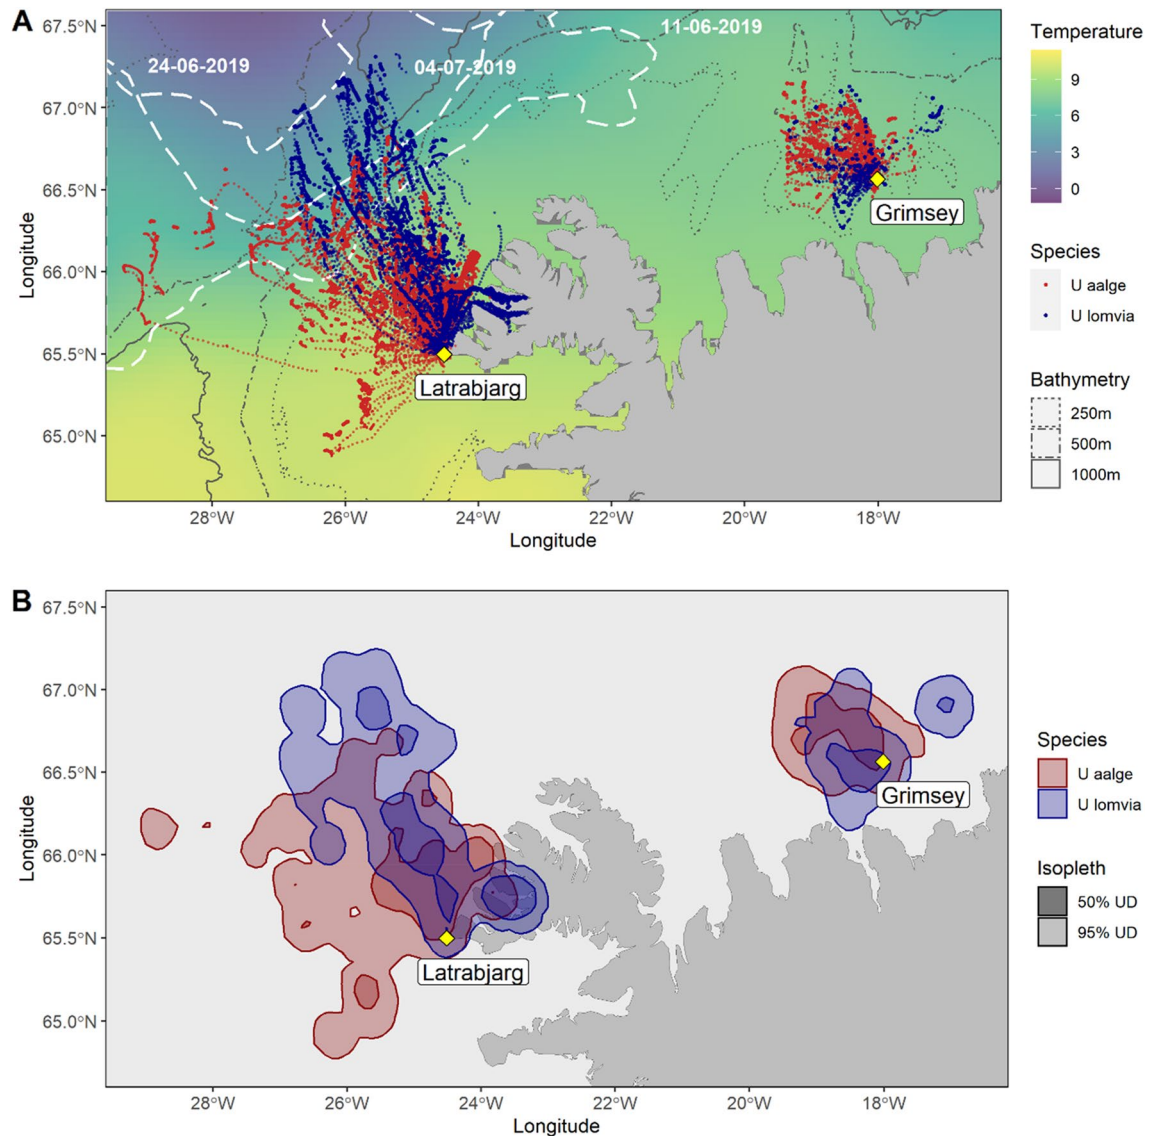 A
67.5°N
67.0°N
66.5°N
66.0°N
65.5°N
65.0°N
Longitude
24-06-2019
04-07-2019
11-06-2019
Grimsey
Latrabjarg
28°W
26°W
24°W
22°W
20°W
18°W
Longitude
Temperature
9
6
3
0
Species
U aalge
U lomvia
Bathymetry
250m
500m
1000m
B
67.5°N
67.0°N
66.5°N
66.0°N
65.5°N
65.0°N
Longitude
Grimsey
Latrabjarg
28°W
26°W
24°W
22°W
20°W
18°W
Longitude
Species
U aalge
U lomvia
Isopleth
50% UD
95% UD